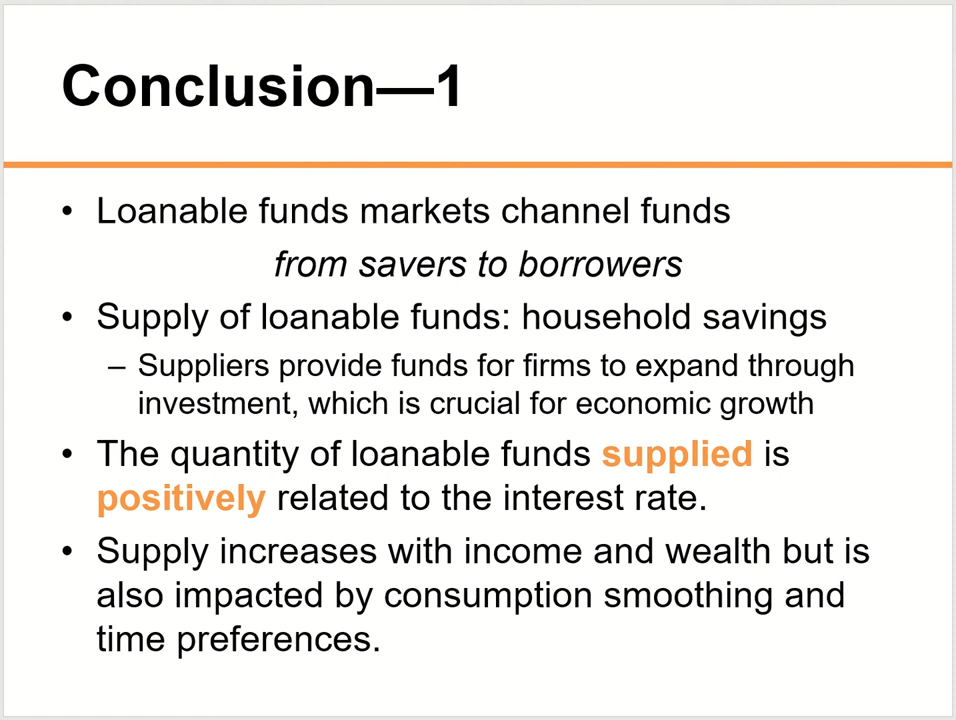 Conclusion—1
• Loanable funds markets channel funds
from savers to borrowers
• Supply of loanable funds: household savings
– Suppliers provide funds for firms to expand through
investment, which is crucial for economic growth
• The quantity of loanable funds supplied is
positively related to the interest rate.
• Supply increases with income and wealth but is
also impacted by consumption smoothing and
time preferences.